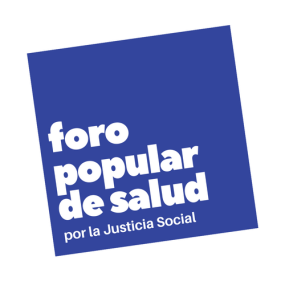 foro
popular
de salud
por la Justicia Social